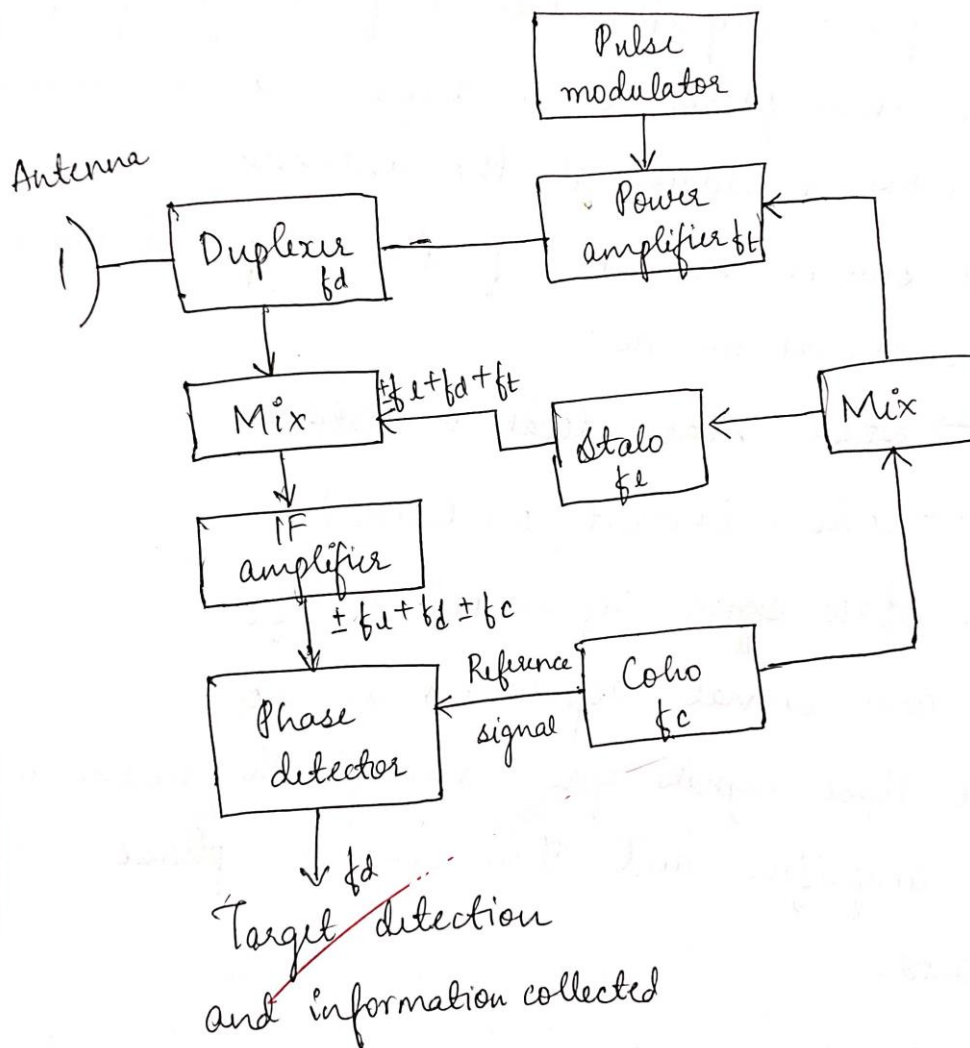 Pulse
modulator
Antenna
Power
amplifier ft
Duplexer
fd
Mix
±fl+fd+ft
Stalo
fl
Mix
IF
amplifier
±fl+fd±fc
Phase
detector
Reference
signal
Coho
fc
fd
Target detection
and information collected